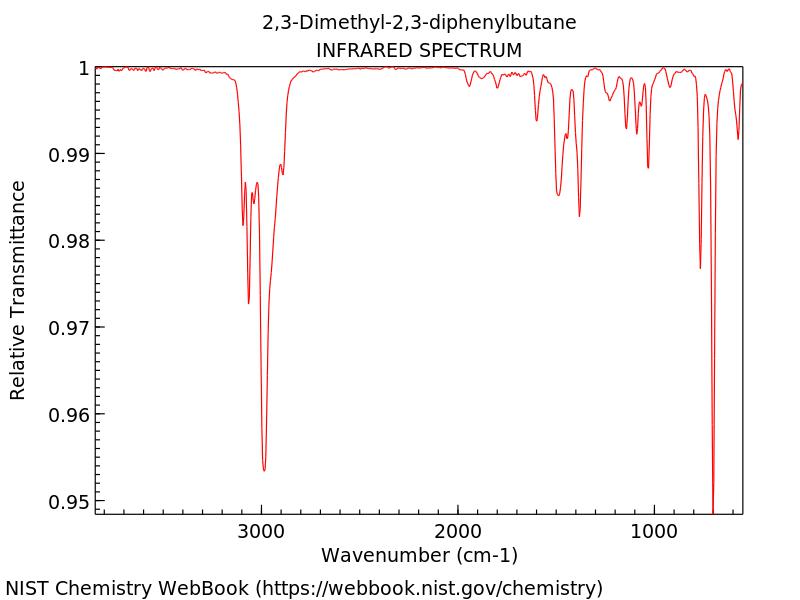 2,3-Dimethyl-2,3-diphenylbutane
INFRARED SPECTRUM
1
0.99
0.98
0.97
0.96
0.95
Relative Transmittance
3000 2000 1000
Wavenumber (cm-1)
NIST Chemistry WebBook (https://webbook.nist.gov/chemistry)